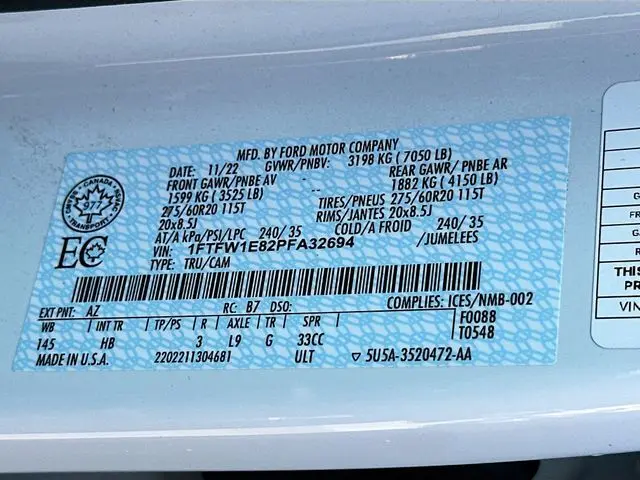 MFD. BY FORD MOTOR COMPANY
DATE: 11/22 GVWR/PNBV: 3198 KG ( 7050 LB)
FRONT GAWR/PNBE AV -- REAR GAWR/ PNBE AR
1599 KG ( 3525 LB) -- 1882 KG ( 4150 LB)
275/60R20 115T TIRES/PNEUS 275/60R20 115T
20x8.5J RIMS/JANTES 20x8.5J
AT/A kPa/PSI/LPC 240/ 35 COLD/A FROID 240/ 35
VIN: 1FTFW1E82PFA32694 /JUMELEES
TYPE: TRU/CAM
CANADA
977
EC
EXT PNT: AZ RC: B7 DSO: COMPLIES: ICES/NMB-002
WB INT TR TP/PS R AXLE TR SPR F0088
145 HB 3 L9 G 33CC T0548
MADE IN U.S.A. 2202211304681 ULT ▽ 5U5A-3520472-AA
F
G
G
THIS
PRO
VIN